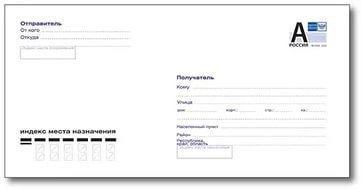 Отправитель
От кого
Откуда
Индекс места отправления
А
РОССИЯ
Получатель
Кому
Улица
дом корп. стр. кв.
Населенный пункт
Район
Республика,
край, область
Индекс места назначения
индекс места назначения